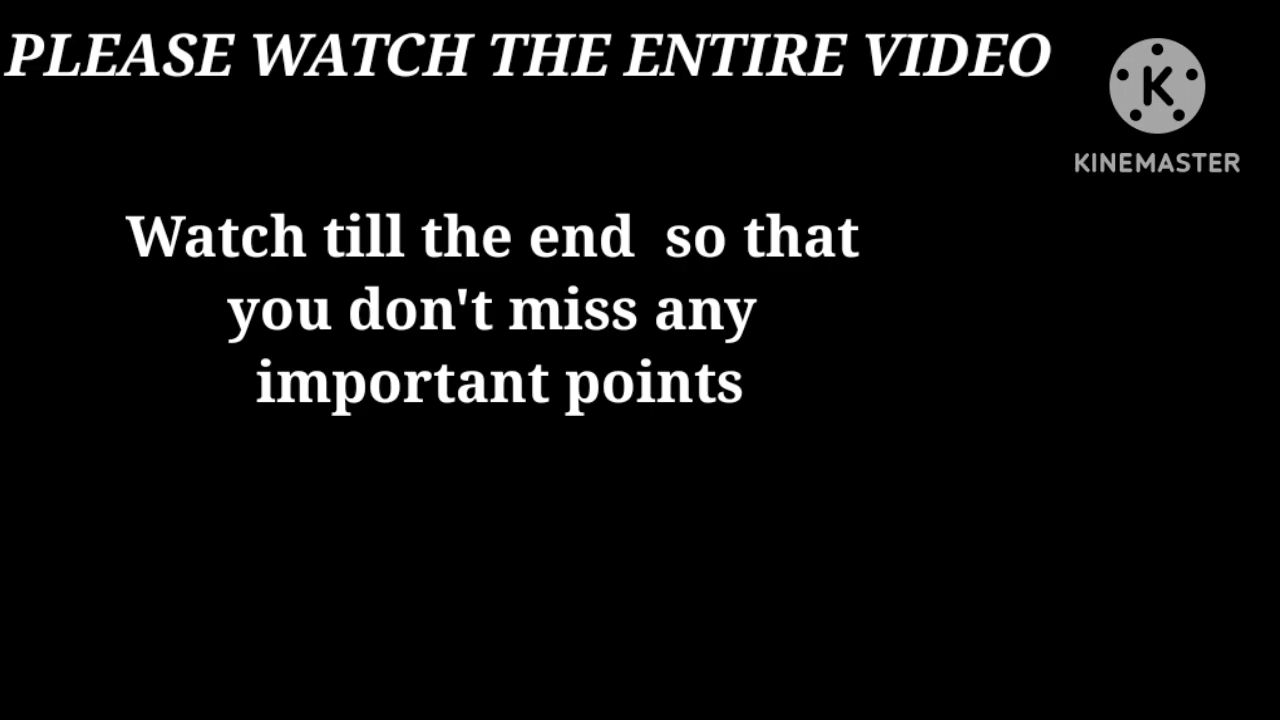 PLEASE WATCH THE ENTIRE VIDEO
K
KINEMASTER
Watch till the end  so that
you don't miss any
important points